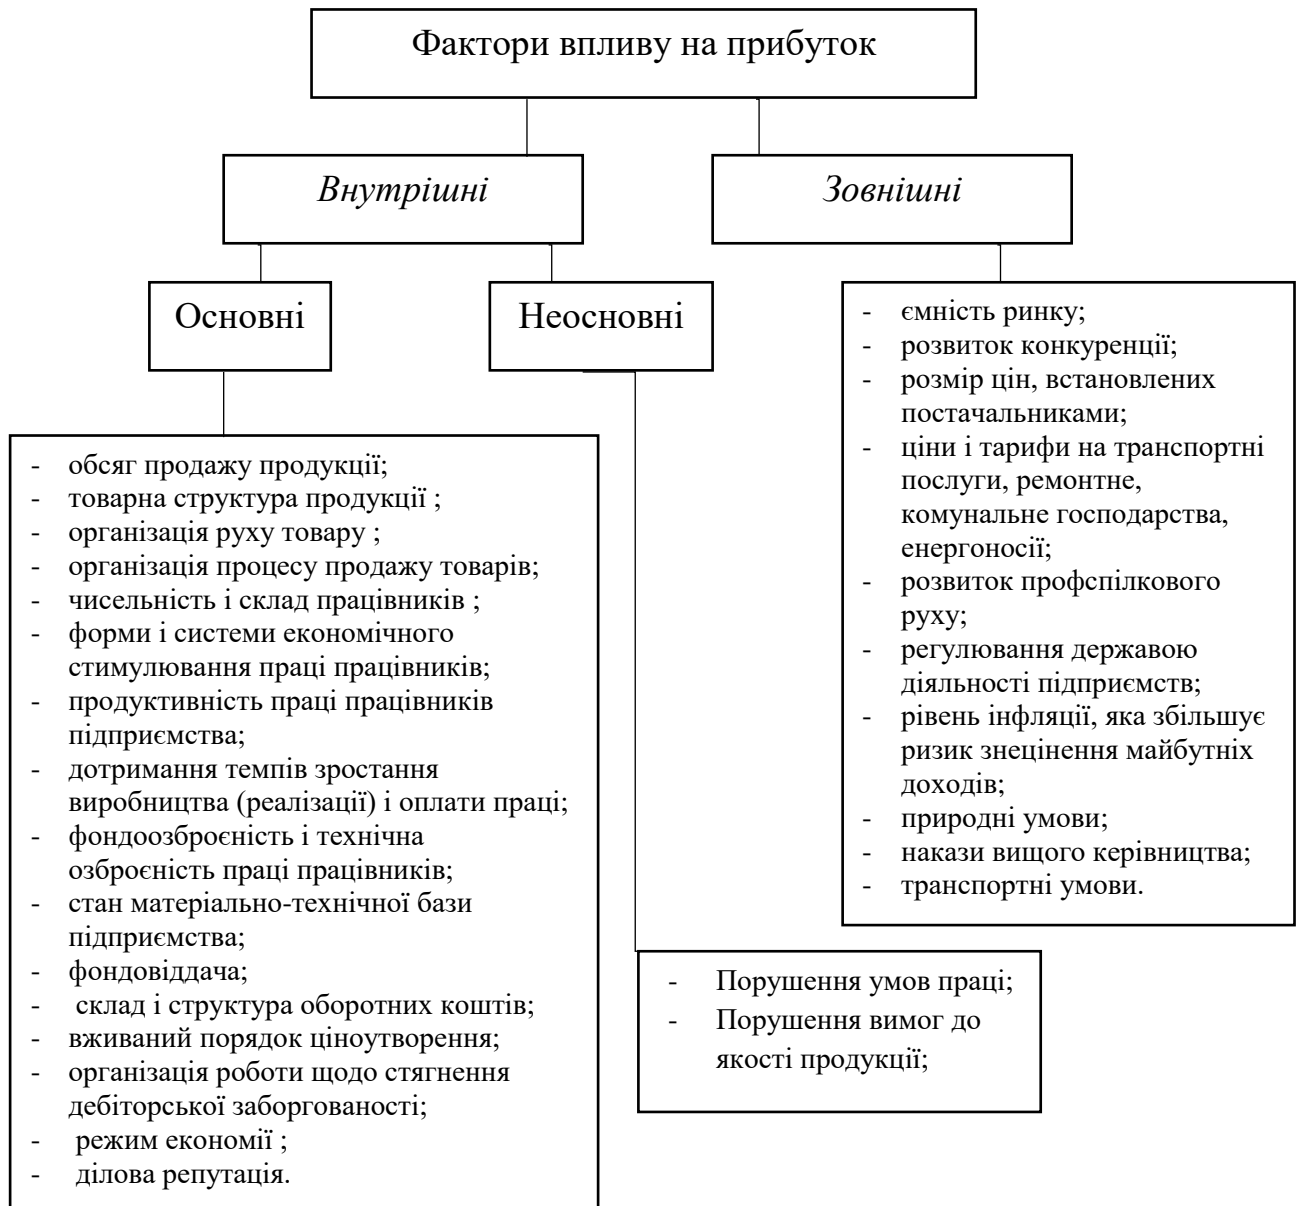 Фактори впливу на прибуток
Внутрішні
Зовнішні
Основні
Неосновні
- обсяг продажу продукції;
- товарна структура продукції ;
- організація руху товару ;
- організація процесу продажу товарів;
- чисельність і склад працівників ;
- форми і системи економічного
стимулювання праці працівників;
- продуктивність праці працівників
підприємства;
- дотримання темпів зростання
виробництва (реалізації) і оплати праці;
- фондоозброєність і технічна
озброєність праці працівників;
- стан матеріально-технічної бази
підприємства;
- фондовіддача;
- склад і структура оборотних коштів;
- вживаний порядок ціноутворення;
- організація роботи щодо стягнення
дебіторської заборгованості;
- режим економії ;
- ділова репутація.
- Порушення умов праці;
- Порушення вимог до
якості продукції;
- ємність ринку;
- розвиток конкуренції;
- розмір цін, встановлених
постачальниками;
- ціни і тарифи на транспортні
послуги, ремонтне,
комунальне господарства,
енергоносії;
- розвиток профспілкового
руху;
- регулювання державою
діяльності підприємств;
- рівень інфляції, яка збільшує
ризик знецінення майбутніх
доходів;
- природні умови;
- накази вищого керівництва;
- транспортні умови.